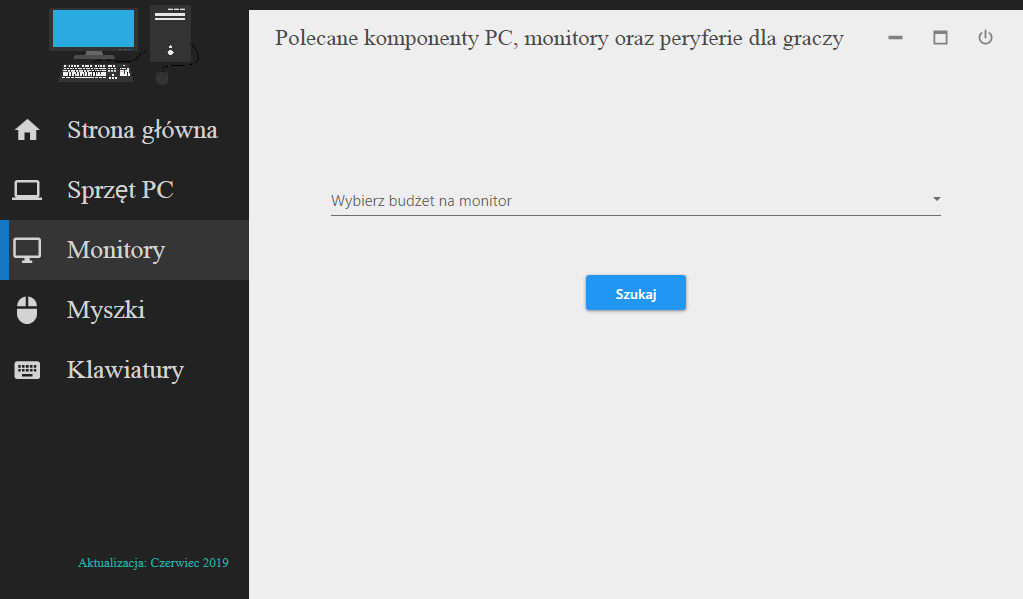 Polecane komponenty PC, monitory oraz peryferie dla graczy
Strona główna
Sprzęt PC
Monitory
Myszki
Klawiatury
Aktualizacja: Czerwiec 2019
Wybierz budżet na monitor
Szukaj